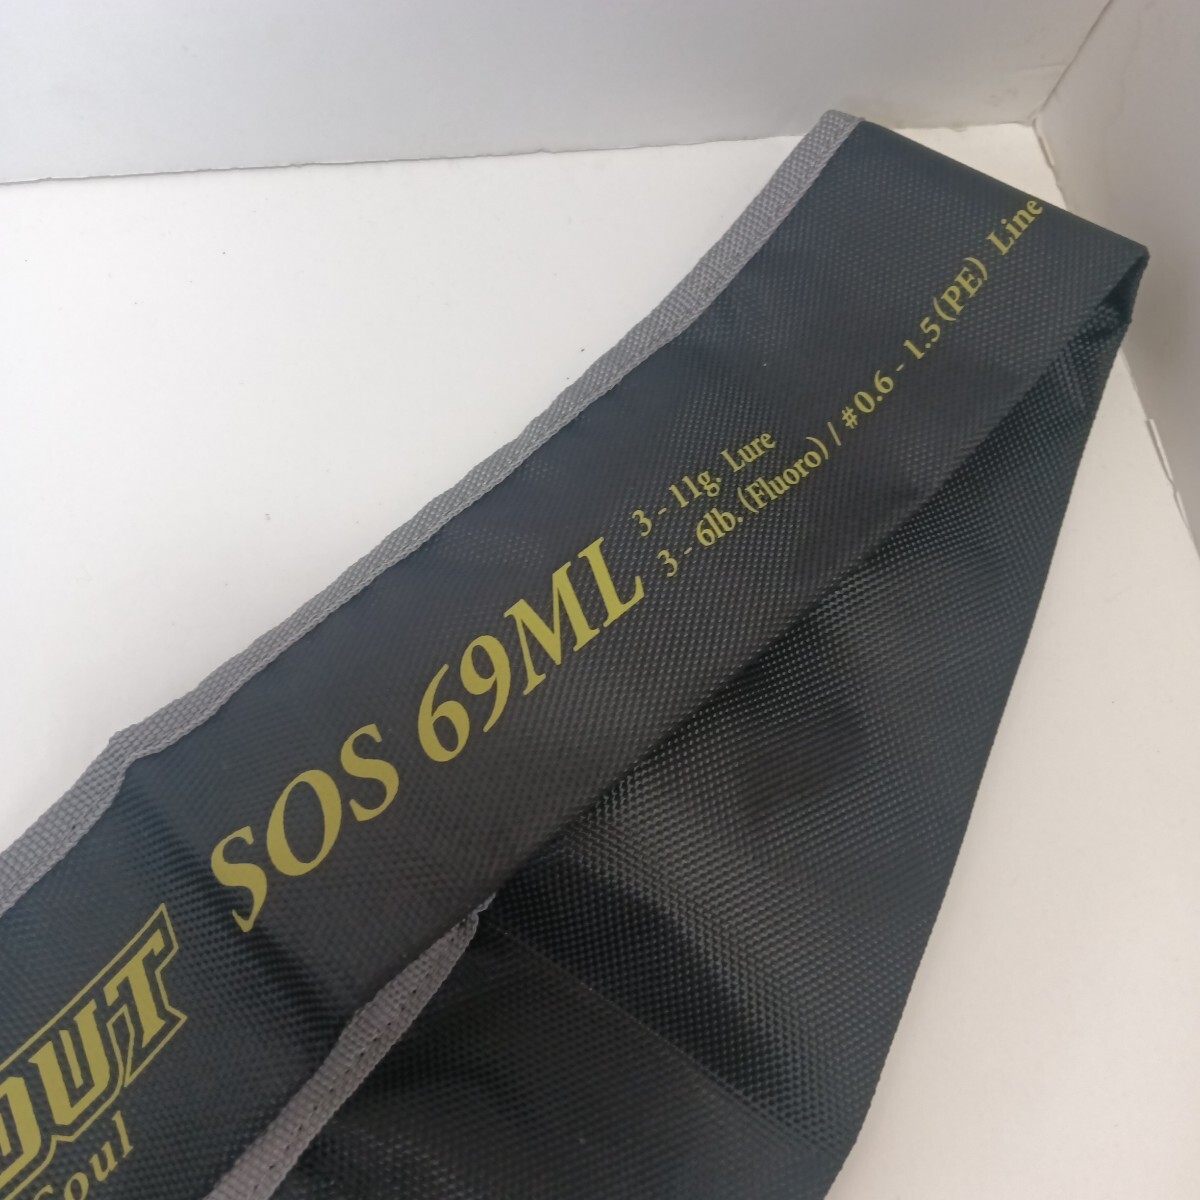 SOS 69ML
3 - 11g. Lure
3 - 6lb. (Fluoro) / #0.6 - 1.5 (PE) Line
OUT
Soul